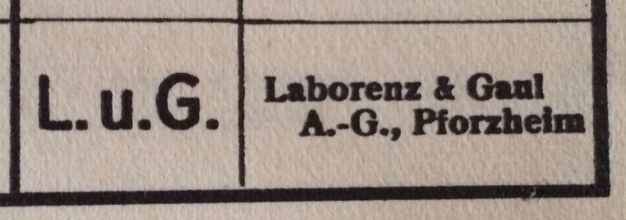 L.u.G.
Laborenz & Gaul
A.-G., Pforzheim